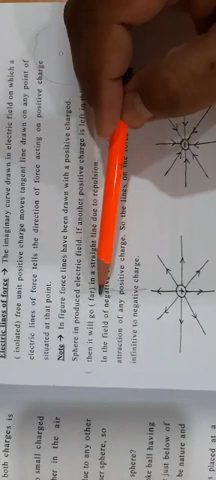 Electric lines of force → The imaginary curve drawn in electric field on which a
( isolated) free unit positive charge moves tangent line drawn on any point of
electric lines of force tells the direction of force acting on positive charge
situated at that point.
Note → In figure force lines have been drawn with a positive charged.
Sphere in produced electric field. If another positive charge is left in
then it will go ( far) in a straight line due to repulsion
In the field of negative
attraction of any positive charge. So the lines on the
infinitive to negative charge.
both charges is
small charged
in the air
to any other
sphere, so
sphere?
ball having
just below of
nature and
placed at a